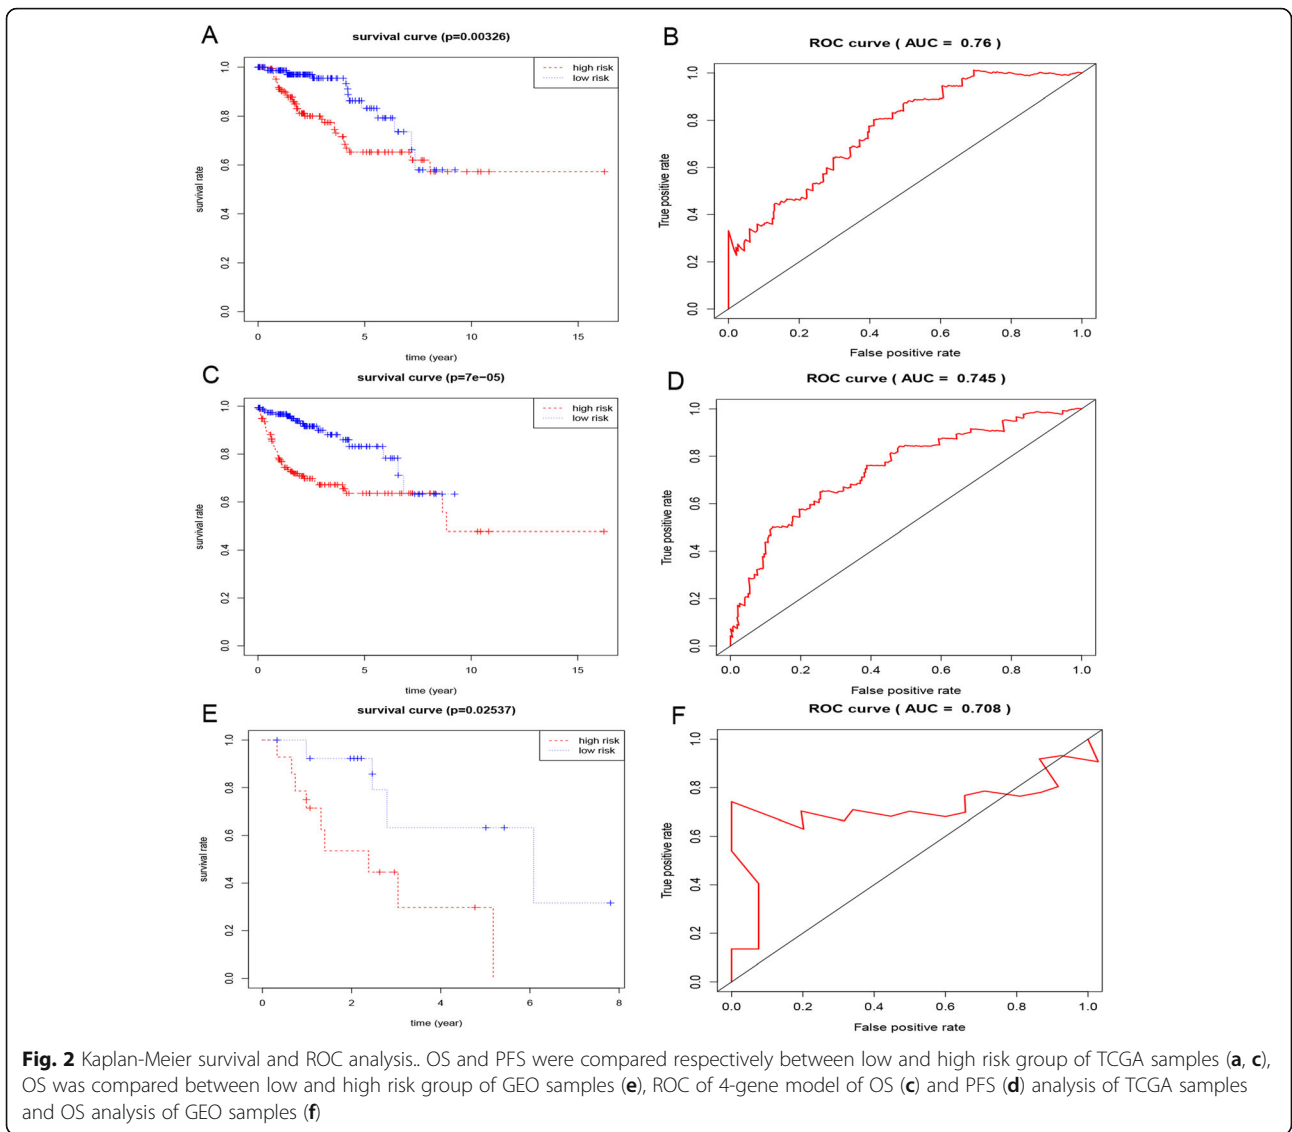 A
survival curve (p=0.00326)
high risk
low risk
survival rate
1.0
0.8
0.6
0.4
0.2
0.0
0 5 10 15
time (year)
B
ROC curve ( AUC = 0.76 )
True positive rate
1.0
0.8
0.6
0.4
0.2
0.0
0.0 0.2 0.4 0.6 0.8 1.0
False positive rate
C
survival curve (p=7e−05)
high risk
low risk
survival rate
1.0
0.8
0.6
0.4
0.2
0.0
0 5 10 15
time (year)
D
ROC curve ( AUC = 0.745 )
True positive rate
1.0
0.8
0.6
0.4
0.2
0.0
0.0 0.2 0.4 0.6 0.8 1.0
False positive rate
E
survival curve (p=0.02537)
high risk
low risk
survival rate
1.0
0.8
0.6
0.4
0.2
0.0
0 2 4 6 8
time (year)
F
ROC curve ( AUC = 0.708 )
True positive rate
1.0
0.8
0.6
0.4
0.2
0.0
0.0 0.2 0.4 0.6 0.8 1.0
False positive rate
Fig. 2 Kaplan-Meier survival and ROC analysis.. OS and PFS were compared respectively between low and high risk group of TCGA samples (a, c),
OS was compared between low and high risk group of GEO samples (e), ROC of 4-gene model of OS (c) and PFS (d) analysis of TCGA samples
and OS analysis of GEO samples (f)